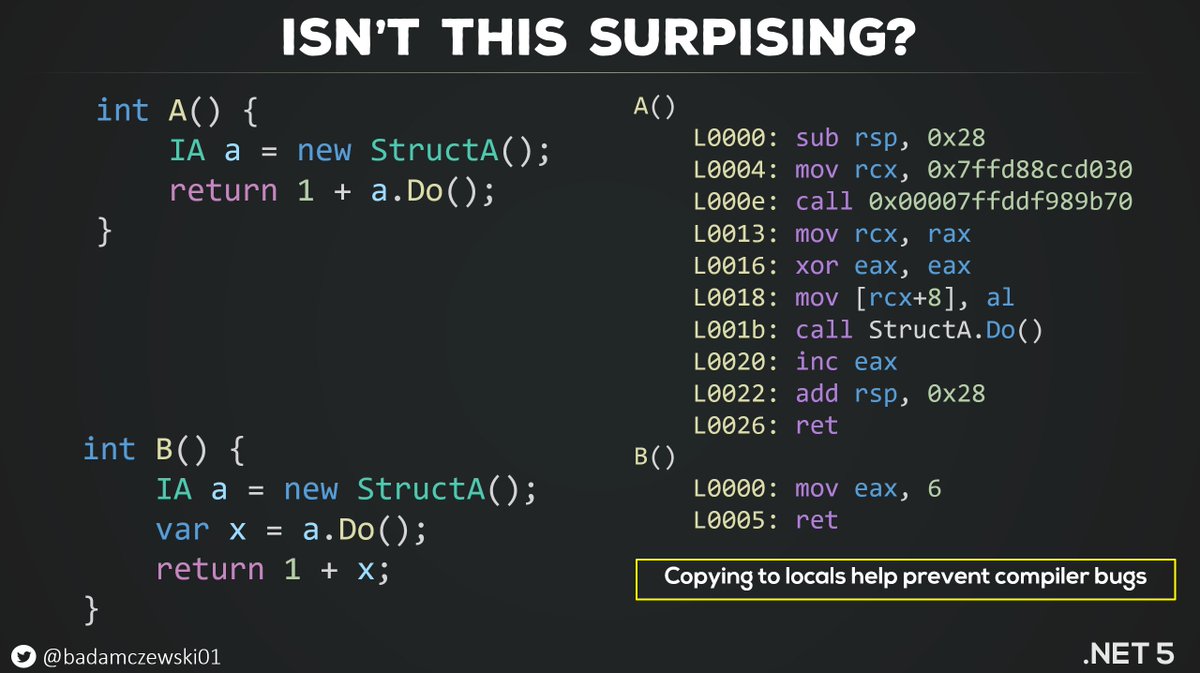 ISN'T THIS SURPISING?
int A() {
IA a = new StructA();
return 1 + a.Do();
}
int B() {
IA a = new StructA();
var x = a.Do();
return 1 + x;
}
A()
L0000: sub rsp, 0x28
L0004: mov rcx, 0x7ffd88ccd030
L000e: call 0x00007ffddf989b70
L0013: mov rcx, rax
L0016: xor eax, eax
L0018: mov [rcx+8], al
L001b: call StructA.Do()
L0020: inc eax
L0022: add rsp, 0x28
L0026: ret
B()
L0000: mov eax, 6
L0005: ret
Copying to locals help prevent compiler bugs
@badamczewski01
.NET 5